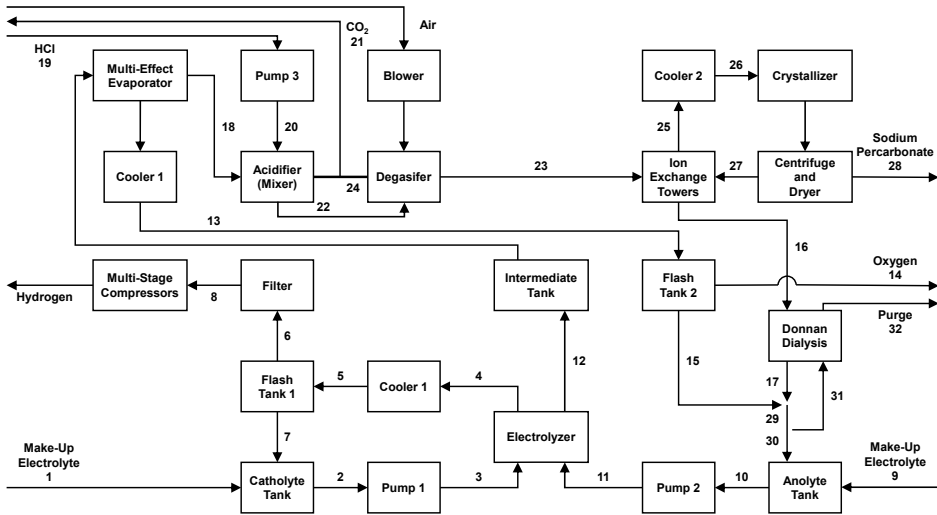 CO2
21
Air
HCl
19
Multi-Effect
Evaporator
Pump 3
Blower
Cooler 2
26
Crystallizer
18
20
25
Cooler 1
Acidifier
(Mixer)
24
Degasifer
23
Ion
Exchange
Towers
27
Centrifuge
and
Dryer
Sodium
Percarbonate
28
22
13
16
Hydrogen
Multi-Stage
Compressors
8
Filter
Intermediate
Tank
Flash
Tank 2
Oxygen
14
Purge
32
6
12
15
Donnan
Dialysis
Flash
Tank 1
5
Cooler 1
4
17
31
29
7
Electrolyzer
30
Make-Up
Electrolyte
1
Catholyte
Tank
2
Pump 1
3
11
Pump 2
10
Anolyte
Tank
Make-Up
Electrolyte
9